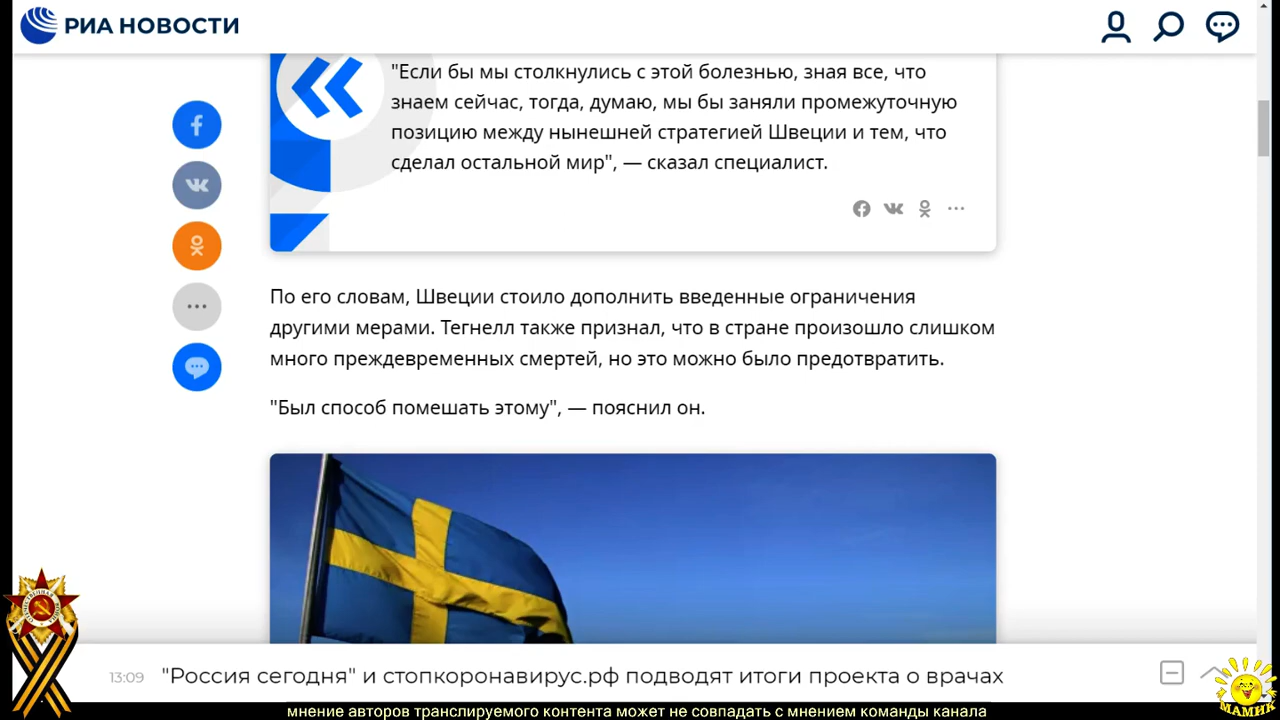 РИА НОВОСТИ
"Если бы мы столкнулись с этой болезнью, зная все, что
знаем сейчас, тогда, думаю, мы бы заняли промежуточную
позицию между нынешней стратегией Швеции и тем, что
сделал остальной мир", — сказал специалист.
По его словам, Швеции стоило дополнить введенные ограничения
другими мерами. Тегнелл также признал, что в стране произошло слишком
много преждевременных смертей, но это можно было предотвратить.
"Был способ помешать этому", — пояснил он.
13:09 "Россия сегодня" и стопкоронавирус.рф подводят итоги проекта о врачах
МАМИК
мнение авторов транслируемого контента может не совпадать с мнением команды канала